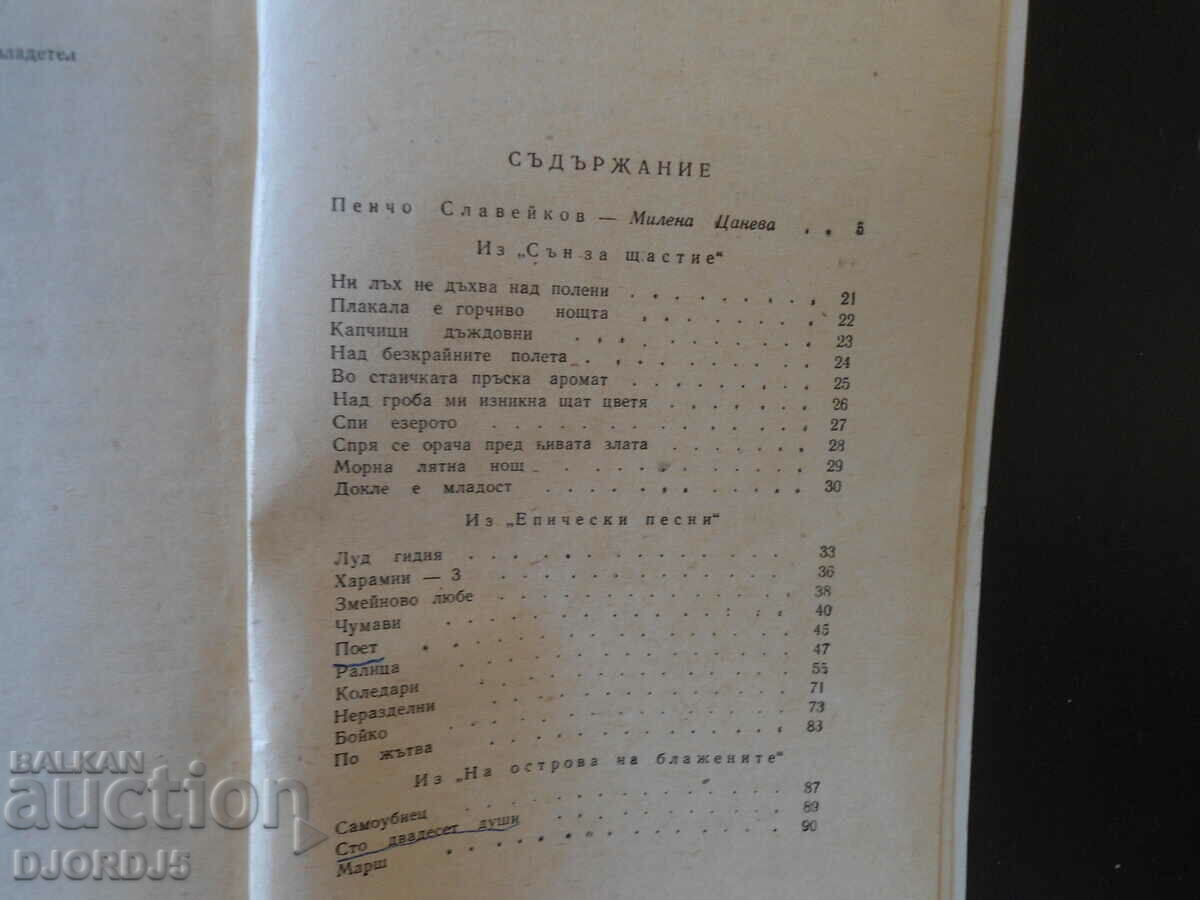 владетел
СЪДЪРЖАНИЕ
Пенчо Славейков — Милена Цанева . . . 5
Из „Сън за щастие“
Ни лъх не дъхва над полени . . . . . . . . 21
Плакала е горчиво нощта . . . . . . . 22
Капчици дъждовни . . . . . . . . . 23
Над безкрайните полета . . . . . . . . . 24
Во стаичката пръска аромат . . . . . . . . 25
Над гроба ми изникна щат цветя . . . . . . . 26
Спи езерото . . . . . . . . . . . . 27
Спря се орача пред нивата злата . . . . . . 28
Морна лятна нощ . . . . . . . . . . 29
Докле е младост . . . . . . . . . . . 30
Из „Епически песни“
Луд гидия . . . . . . . . . . . . 33
Харамии — 3 . . . . . . . . . . . 36
Змейново любе . . . . . . . . . . . 38
Чумави . . . . . . . . . . . . . 40
Поет . . . . . . . . . . . . . . 45
Ралица . . . . . . . . . . . . . 47
Коледари . . . . . . . . . . . . 55
Неразделни . . . . . . . . . . . . 71
Бойко . . . . . . . . . . . . . 73
По жътва . . . . . . . . . . . . 83
Из „На острова на блажените“
Самоубиец . . . . . . . . . . . . 87
Сто двадесет души . . . . . . . . . 89
Марш . . . . . . . . . . . . . 90
BALKAN
auction
DJORDJ5